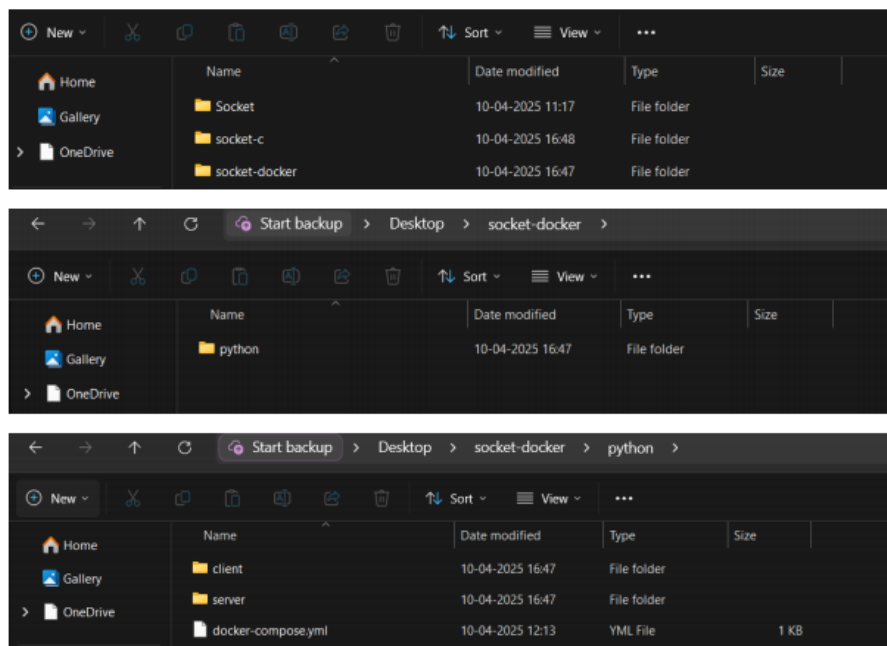 New Sort View ...
Name Date modified Type Size
Home
Socket 10-04-2025 11:17 File folder
Gallery
socket-c 10-04-2025 16:48 File folder
OneDrive
socket-docker 10-04-2025 16:47 File folder
Start backup > Desktop > socket-docker >
New Sort View ...
Name Date modified Type Size
Home
python 10-04-2025 16:47 File folder
Gallery
OneDrive
Start backup > Desktop > socket-docker > python >
New Sort View ...
Name Date modified Type Size
Home
client 10-04-2025 16:47 File folder
Gallery
server 10-04-2025 16:47 File folder
OneDrive
docker-compose.yml 10-04-2025 12:13 YML File 1 KB